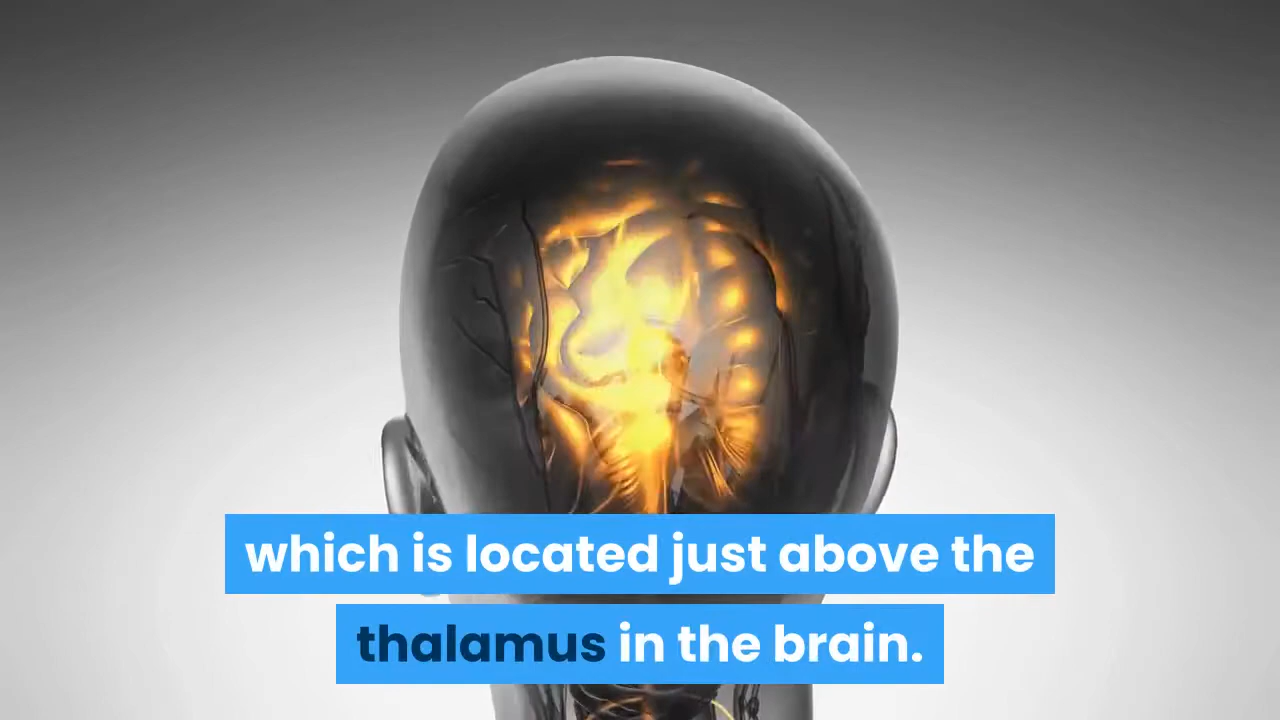 which is located just above the
thalamus in the brain.